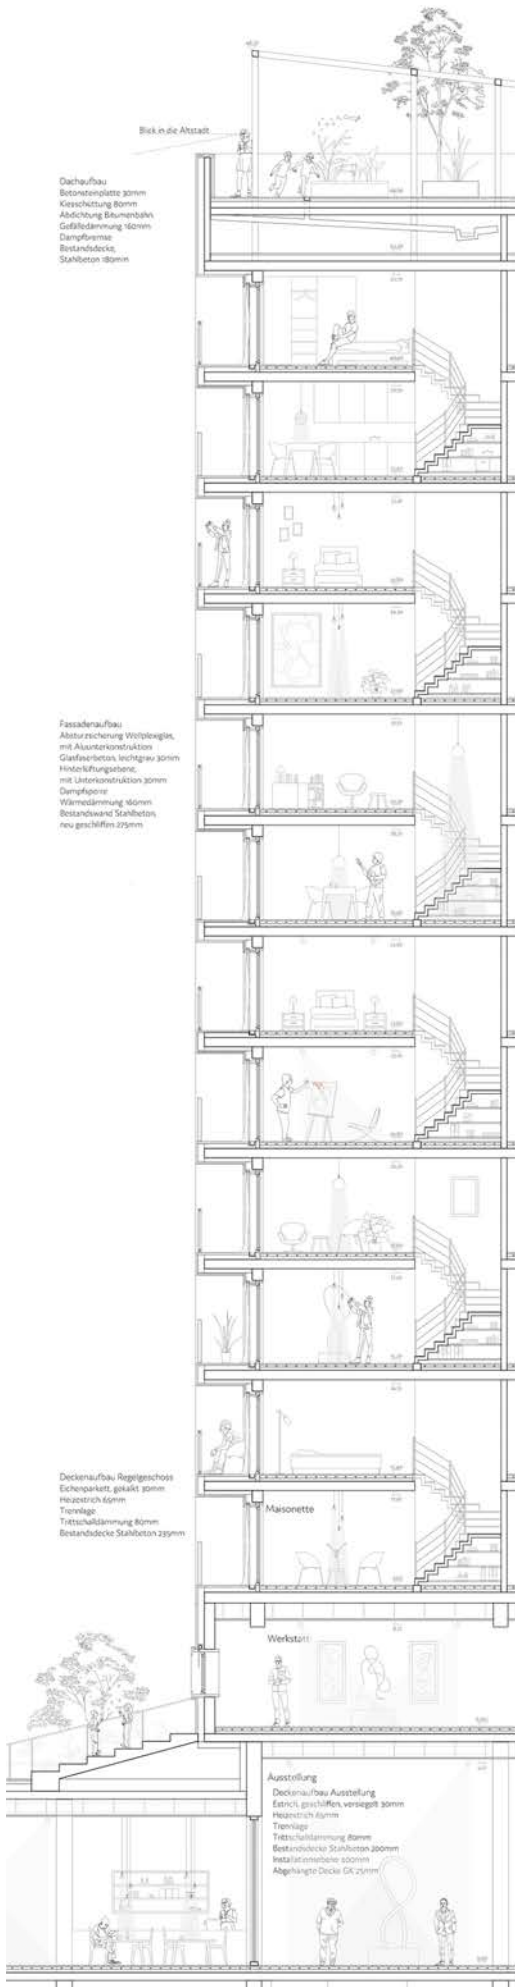 Blick in die Altstadt
Dachaufbau
Betonsteinplatte 30mm
Kiesschüttung 80mm
Abdichtung Bitumenbahn
Gefälledämmung 160mm
Dampfbremse
Bestandsdecke,
Stahlbeton 180mm
Fassadenaufbau
Absturzsicherung Wellplexiglas,
mit Aluunterkonstruktion
Glasfaserbeton, leichtgrau 30mm
Hinterlüftungsebene,
mit Unterkonstruktion 30mm
Dampfsperre
Wärmedämmung 160mm
Bestandswand Stahlbeton,
neu geschliffen 275mm
Deckenaufbau Regelgeschoss
Eichenparkett, gekalkt 30mm
Heizestrich 65mm
Trennlage
Trittschalldämmung 80mm
Bestandsdecke Stahlbeton 235mm
Maisonette
Werkstatt
Ausstellung
Deckenaufbau Ausstellung
Estrich, geschliffen, versiegelt 30mm
Heizestrich 65mm
Trennlage
Trittschalldämmung 80mm
Bestandsdecke Stahlbeton 200mm
Installationsebene 100mm
Abgehängte Decke GK 25mm